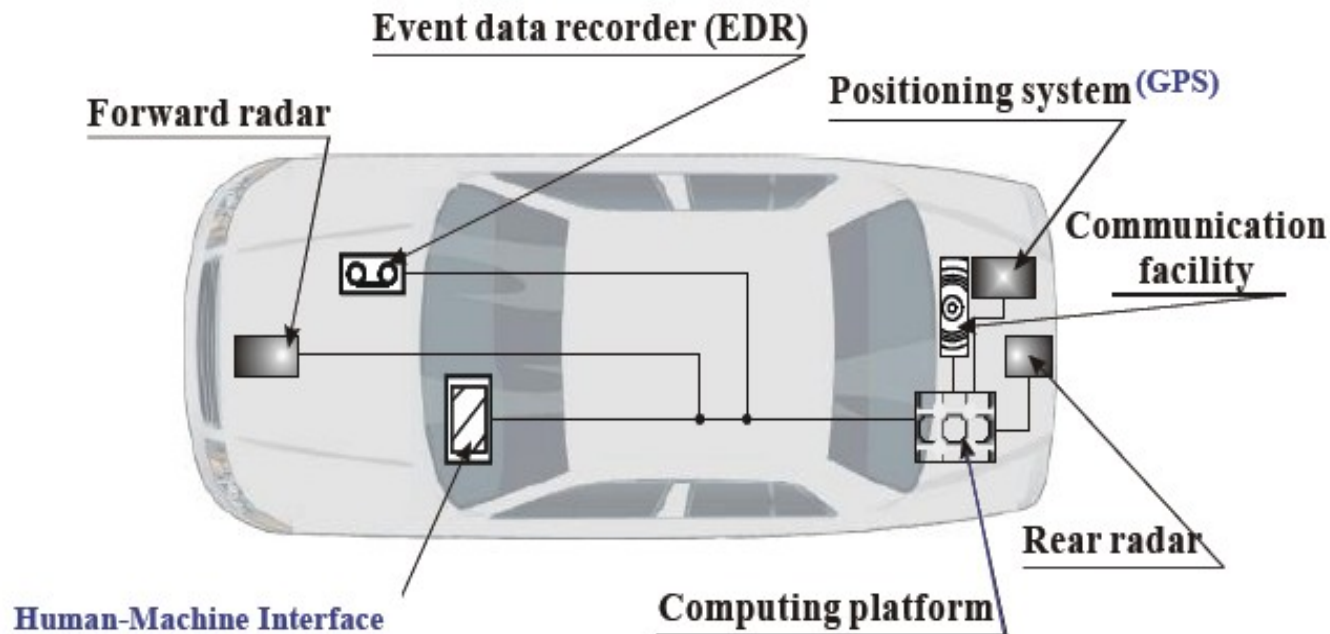 Event data recorder (EDR)
Positioning system (GPS)
Forward radar
Communication
facility
Rear radar
Computing platform
Human-Machine Interface